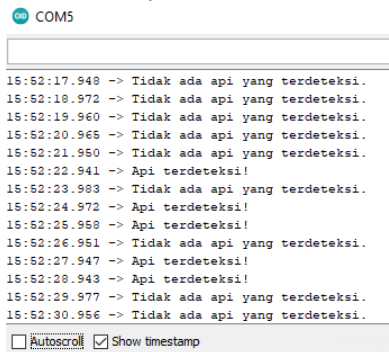 COM5
15:52:17.948 -> Tidak ada api yang terdeteksi.
15:52:18.972 -> Tidak ada api yang terdeteksi.
15:52:19.960 -> Tidak ada api yang terdeteksi.
15:52:20.965 -> Tidak ada api yang terdeteksi.
15:52:21.950 -> Tidak ada api yang terdeteksi.
15:52:22.941 -> Api terdeteksi!
15:52:23.983 -> Tidak ada api yang terdeteksi.
15:52:24.972 -> Api terdeteksi!
15:52:25.958 -> Api terdeteksi!
15:52:26.951 -> Tidak ada api yang terdeteksi.
15:52:27.947 -> Api terdeteksi!
15:52:28.943 -> Api terdeteksi!
15:52:29.977 -> Tidak ada api yang terdeteksi.
15:52:30.956 -> Tidak ada api yang terdeteksi.
Autoscroll Show timestamp